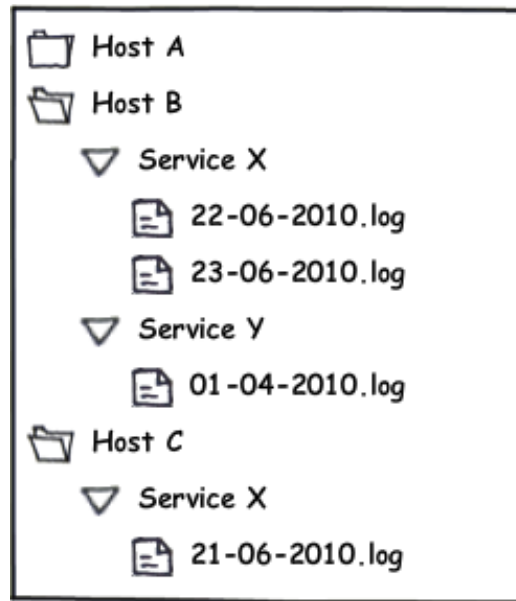 Host A
Host B
Service X
22-06-2010.log
23-06-2010.log
Service Y
01-04-2010.log
Host C
Service X
21-06-2010.log